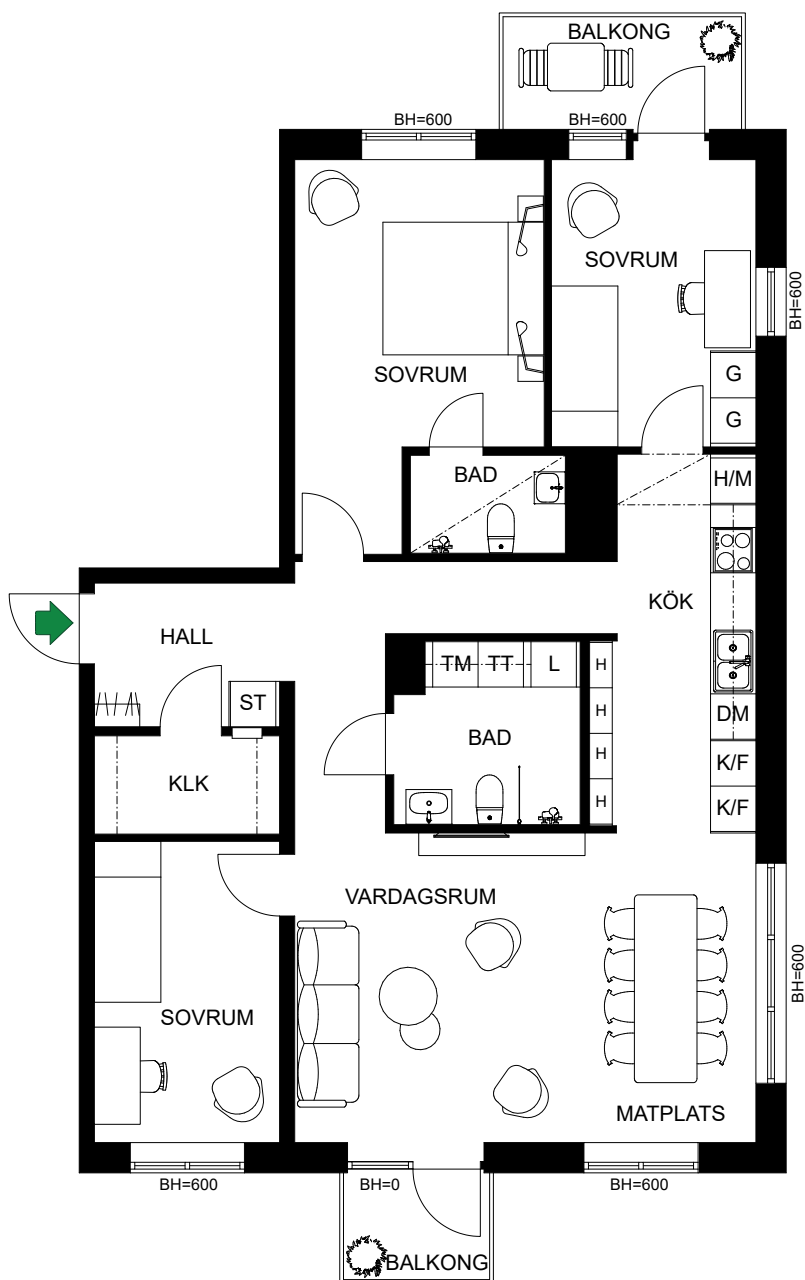 BALKONG
BH=600
BH=600
SOVRUM
BH=600
SOVRUM
G
G
BAD
H/M
KÖK
HALL
TM
TT
L
H
ST
H
DM
BAD
H
K/F
KLK
H
K/F
VARDAGSRUM
BH=600
SOVRUM
MATPLATS
BH=600
BH=0
BH=600
BALKONG